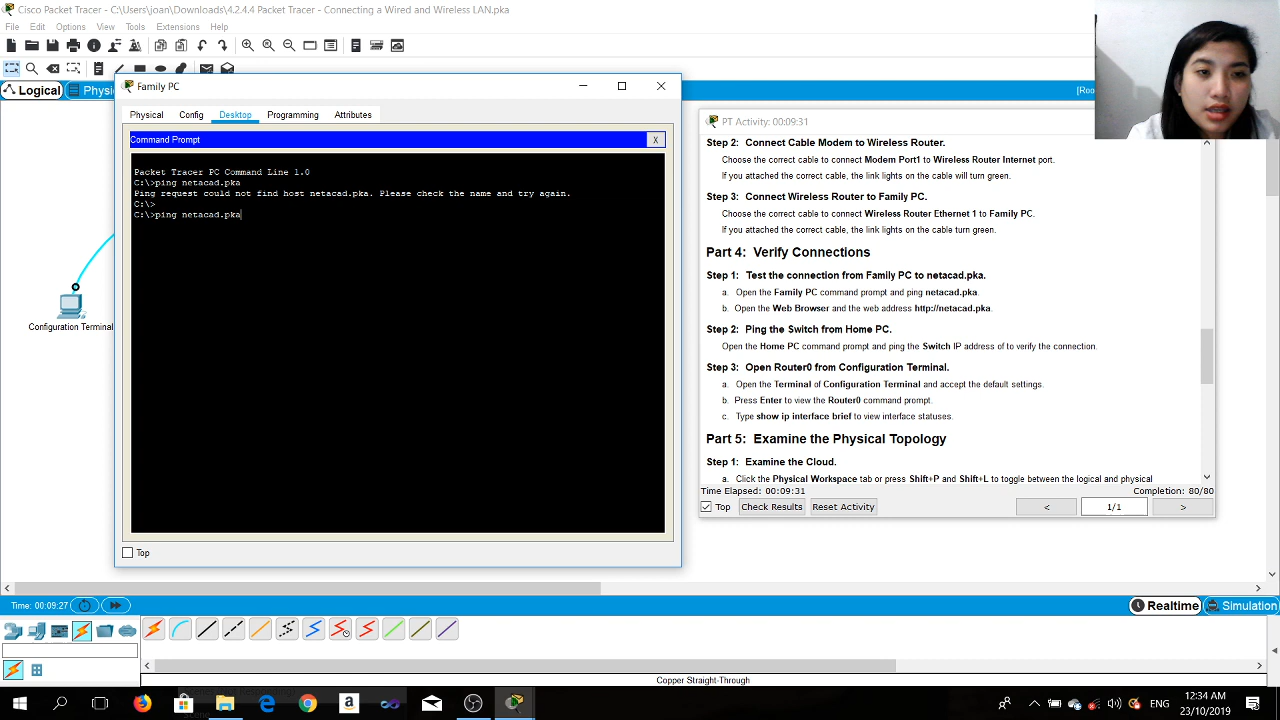 Cisco Packet Tracer - C:\Users\joan\Downloads\4.2.4.4 Packet Tracer - Connecting a Wired and Wireless LAN.pka
File Edit Options View Tools Extensions Help
Logical
Physi
[Roo
Family PC
Physical Config Desktop Programming Attributes
Command Prompt
X
Packet Tracer PC Command Line 1.0
C:\>ping netacad.pka
Ping request could not find host netacad.pka. Please check the name and try again.
C:\>
C:\>ping netacad.pka
Top
Configuration Terminal
PT Activity: 00:09:31
Step 2: Connect Cable Modem to Wireless Router.
Choose the correct cable to connect Modem Port1 to Wireless Router Internet port.
If you attached the correct cable, the link lights on the cable will turn green.
Step 3: Connect Wireless Router to Family PC.
Choose the correct cable to connect Wireless Router Ethernet 1 to Family PC.
If you attached the correct cable, the link lights on the cable turn green.
Part 4: Verify Connections
Step 1: Test the connection from Family PC to netacad.pka.
a. Open the Family PC command prompt and ping netacad.pka.
b. Open the Web Browser and the web address http://netacad.pka.
Step 2: Ping the Switch from Home PC.
Open the Home PC command prompt and ping the Switch IP address of to verify the connection.
Step 3: Open Router0 from Configuration Terminal.
a. Open the Terminal of Configuration Terminal and accept the default settings.
b. Press Enter to view the Router0 command prompt.
c. Type show ip interface brief to view interface statuses.
Part 5: Examine the Physical Topology
Step 1: Examine the Cloud.
a. Click the Physical Workspace tab or press Shift+P and Shift+L to toggle between the logical and physical
Time Elapsed: 00:09:31 Completion: 80/80
Top Check Results Reset Activity < 1/1 >
Time: 00:09:27
Realtime
Simulation
Copper Straight-Through
ENG
12:34 AM
23/10/2019